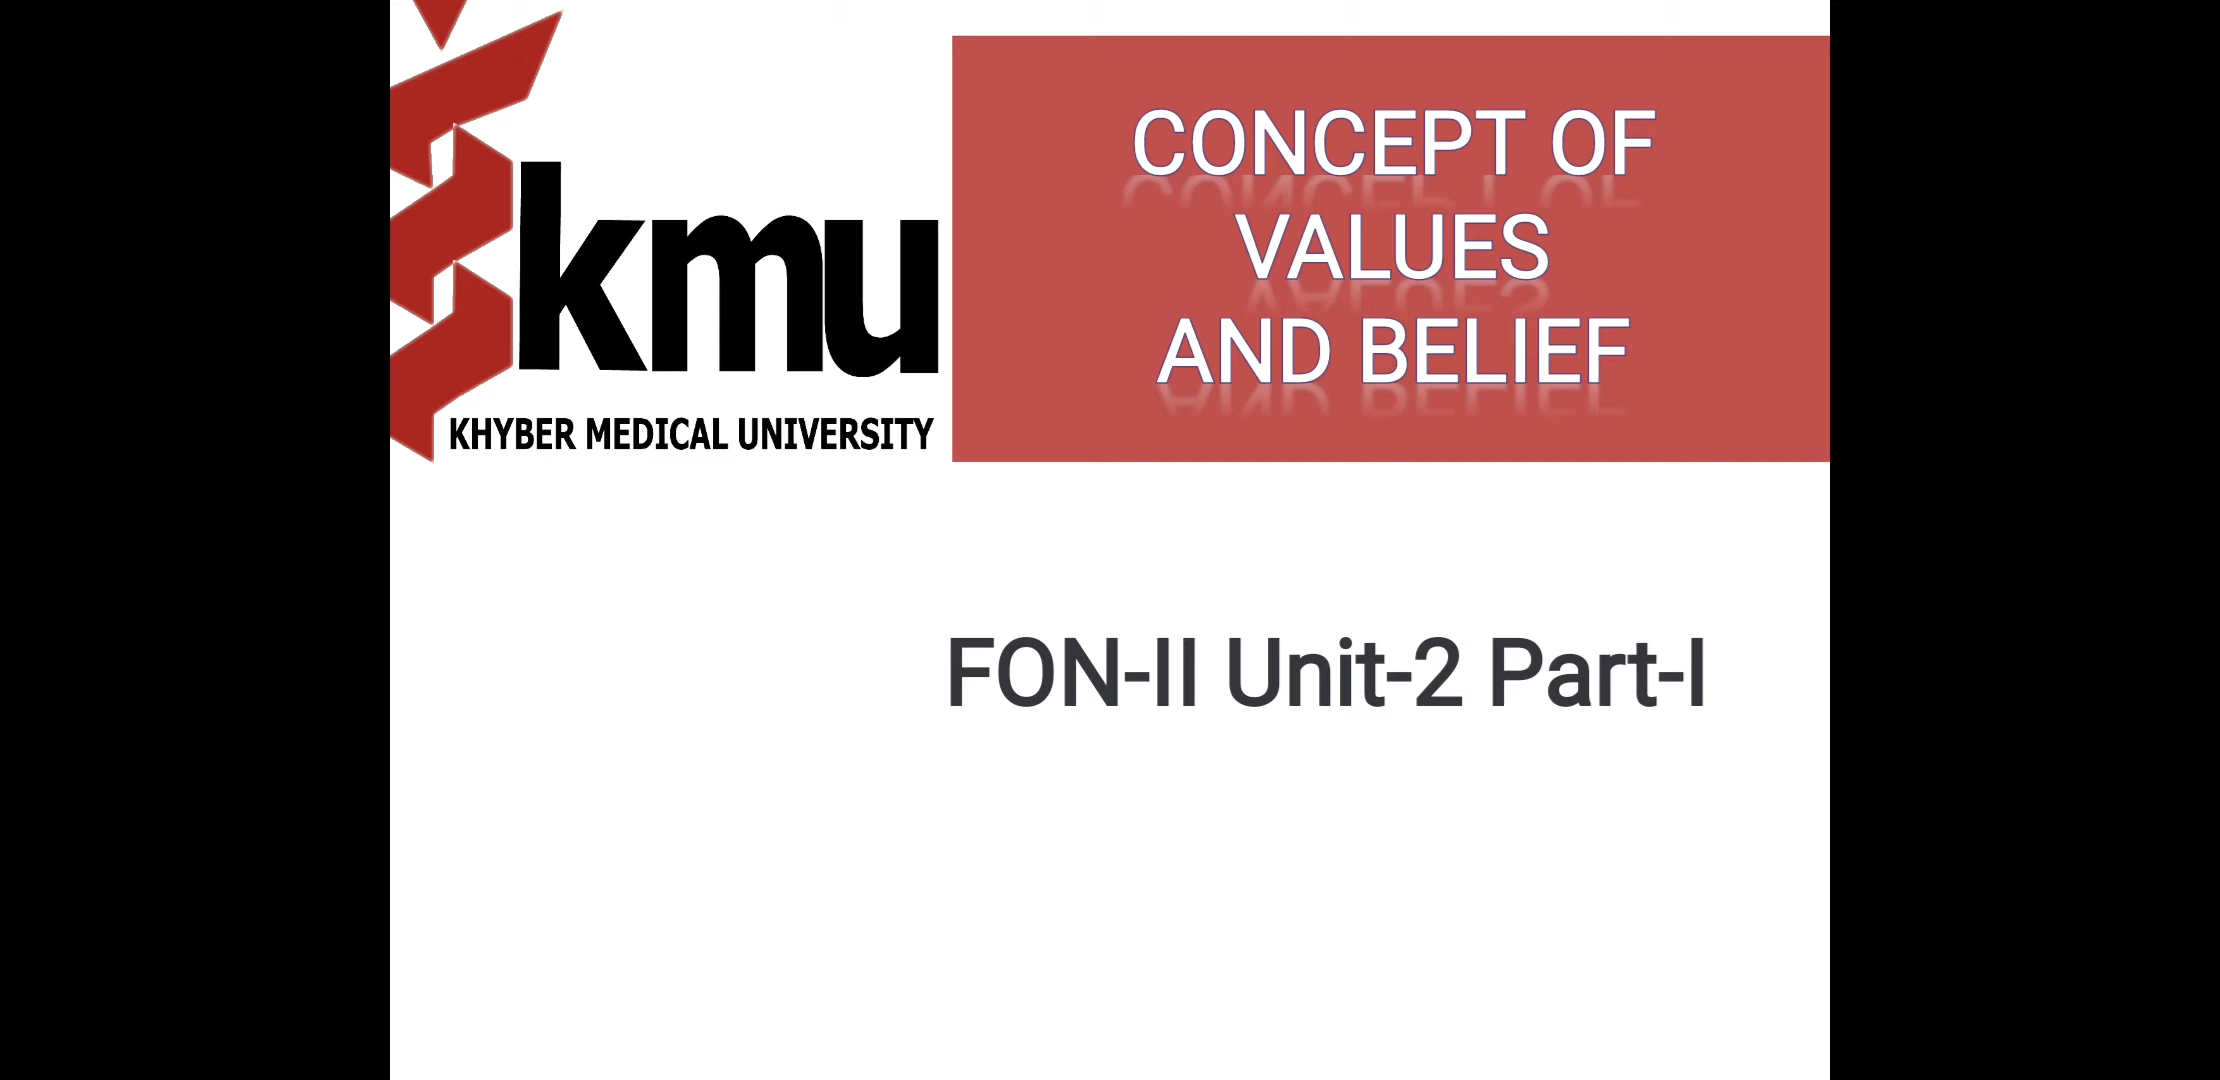 kmu
KHYBER MEDICAL UNIVERSITY
CONCEPT OF
VALUES
AND BELIEF
FON-II Unit-2 Part-I